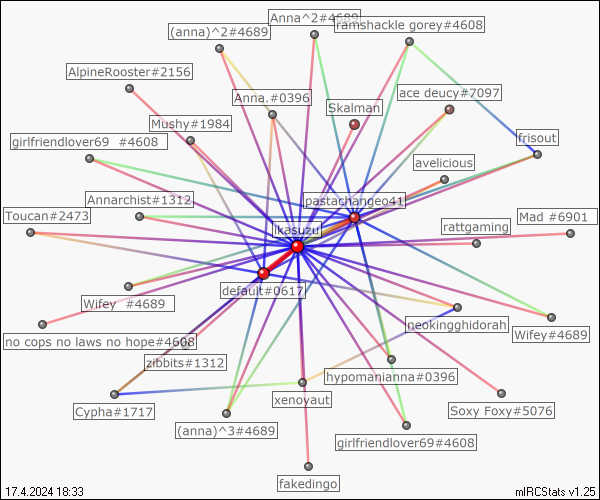 Anna^2#4689
(anna)^2#4689
ramshackle gorey#4608
AlpineRooster#2156
Anna.#0396
Skalman
ace deucy#7097
Mushy#1984
girlfriendlover69 _#4608
frisout
avelicious
Annarchist#1312
pastachangeo41
Toucan#2473
likasuzu
rattgaming
Mad _#6901
default#0617
Wifey _#4689
neokingghidorah
Wifey#4689
no cops no laws no hope#4608
zibbits#1312
hypomanianna#0396
xenoyaut
Cypha#1717
Soxy Foxy#5076
(anna)^3#4689
girlfriendlover69#4608
fakedingo
17.4.2024 18:33
mIRCStats v1.25